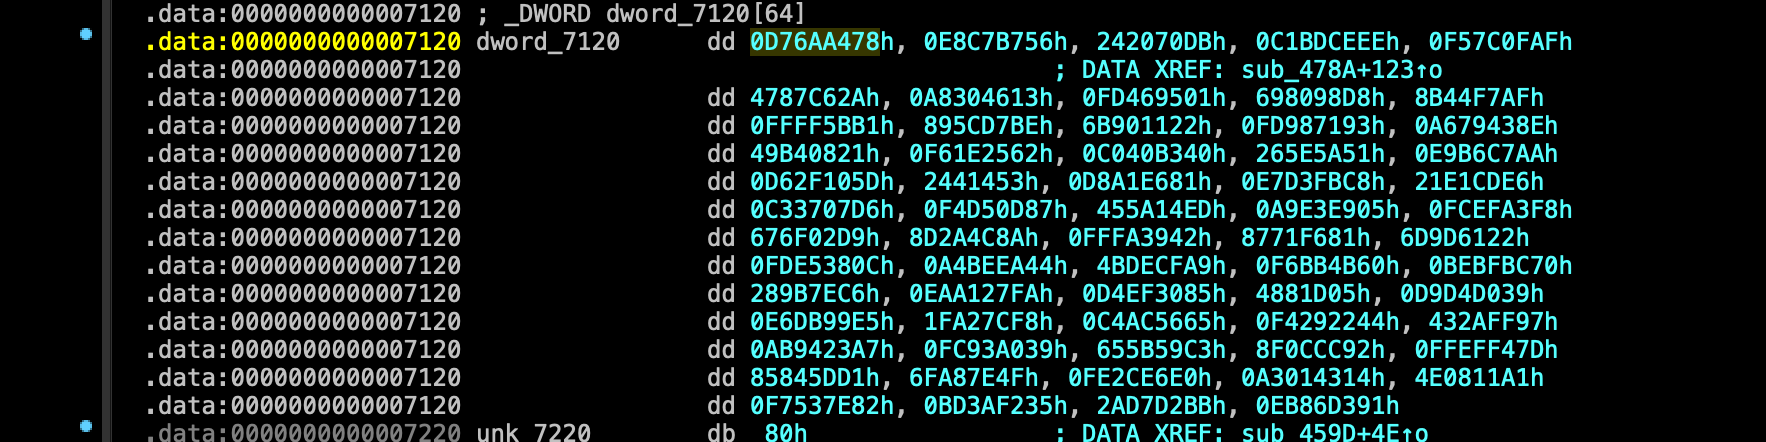 .data:0000000000007120 ; _DWORD dword_7120[64]
.data:0000000000007120 dword_7120 dd 0D76AA478h, 0E8C7B756h, 242070DBh, 0C1BDCEEEh, 0F57C0FAFh
.data:0000000000007120 ; DATA XREF: sub_478A+123↑o
.data:0000000000007120 dd 4787C62Ah, 0A8304613h, 0FD469501h, 698098D8h, 8B44F7AFh
.data:0000000000007120 dd 0FFFF5BB1h, 895CD7BEh, 6B901122h, 0FD987193h, 0A679438Eh
.data:0000000000007120 dd 49B40821h, 0F61E2562h, 0C040B340h, 265E5A51h, 0E9B6C7AAh
.data:0000000000007120 dd 0D62F105Dh, 2441453h, 0D8A1E681h, 0E7D3FBC8h, 21E1CDE6h
.data:0000000000007120 dd 0C33707D6h, 0F4D50D87h, 455A14EDh, 0A9E3E905h, 0FCEFA3F8h
.data:0000000000007120 dd 676F02D9h, 8D2A4C8Ah, 0FFFA3942h, 8771F681h, 6D9D6122h
.data:0000000000007120 dd 0FDE5380Ch, 0A4BEEA44h, 4BDECFA9h, 0F6BB4B60h, 0BEBFBC70h
.data:0000000000007120 dd 289B7EC6h, 0EAA127FAh, 0D4EF3085h, 4881D05h, 0D9D4D039h
.data:0000000000007120 dd 0E6DB99E5h, 1FA27CF8h, 0C4AC5665h, 0F4292244h, 432AFF97h
.data:0000000000007120 dd 0AB9423A7h, 0FC93A039h, 655B59C3h, 8F0CCC92h, 0FFEFF47Dh
.data:0000000000007120 dd 85845DD1h, 6FA87E4Fh, 0FE2CE6E0h, 0A3014314h, 4E0811A1h
.data:0000000000007120 dd 0F7537E82h, 0BD3AF235h, 2AD7D2BBh, 0EB86D391h
.data:0000000000007220 unk_7220 db 80h ; DATA XREF: sub_459D+4E↑o